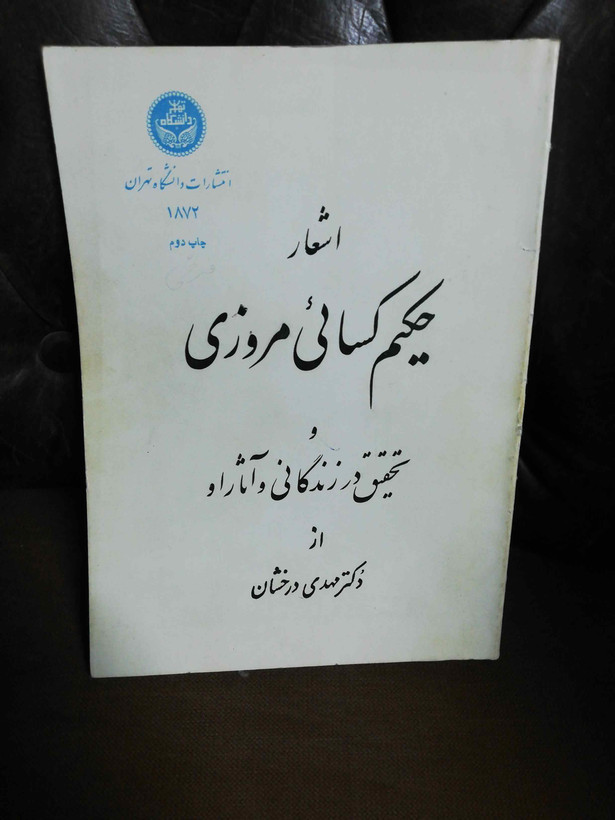 دانشگاه تهران
انتشارات دانشگاه تهران
۱۸۷۲
چاپ دوم
اشعار
حکیم کسائی مروزی
و
تحقیق در زندگانی و آثار او
از
دکتر مهدی درخشان